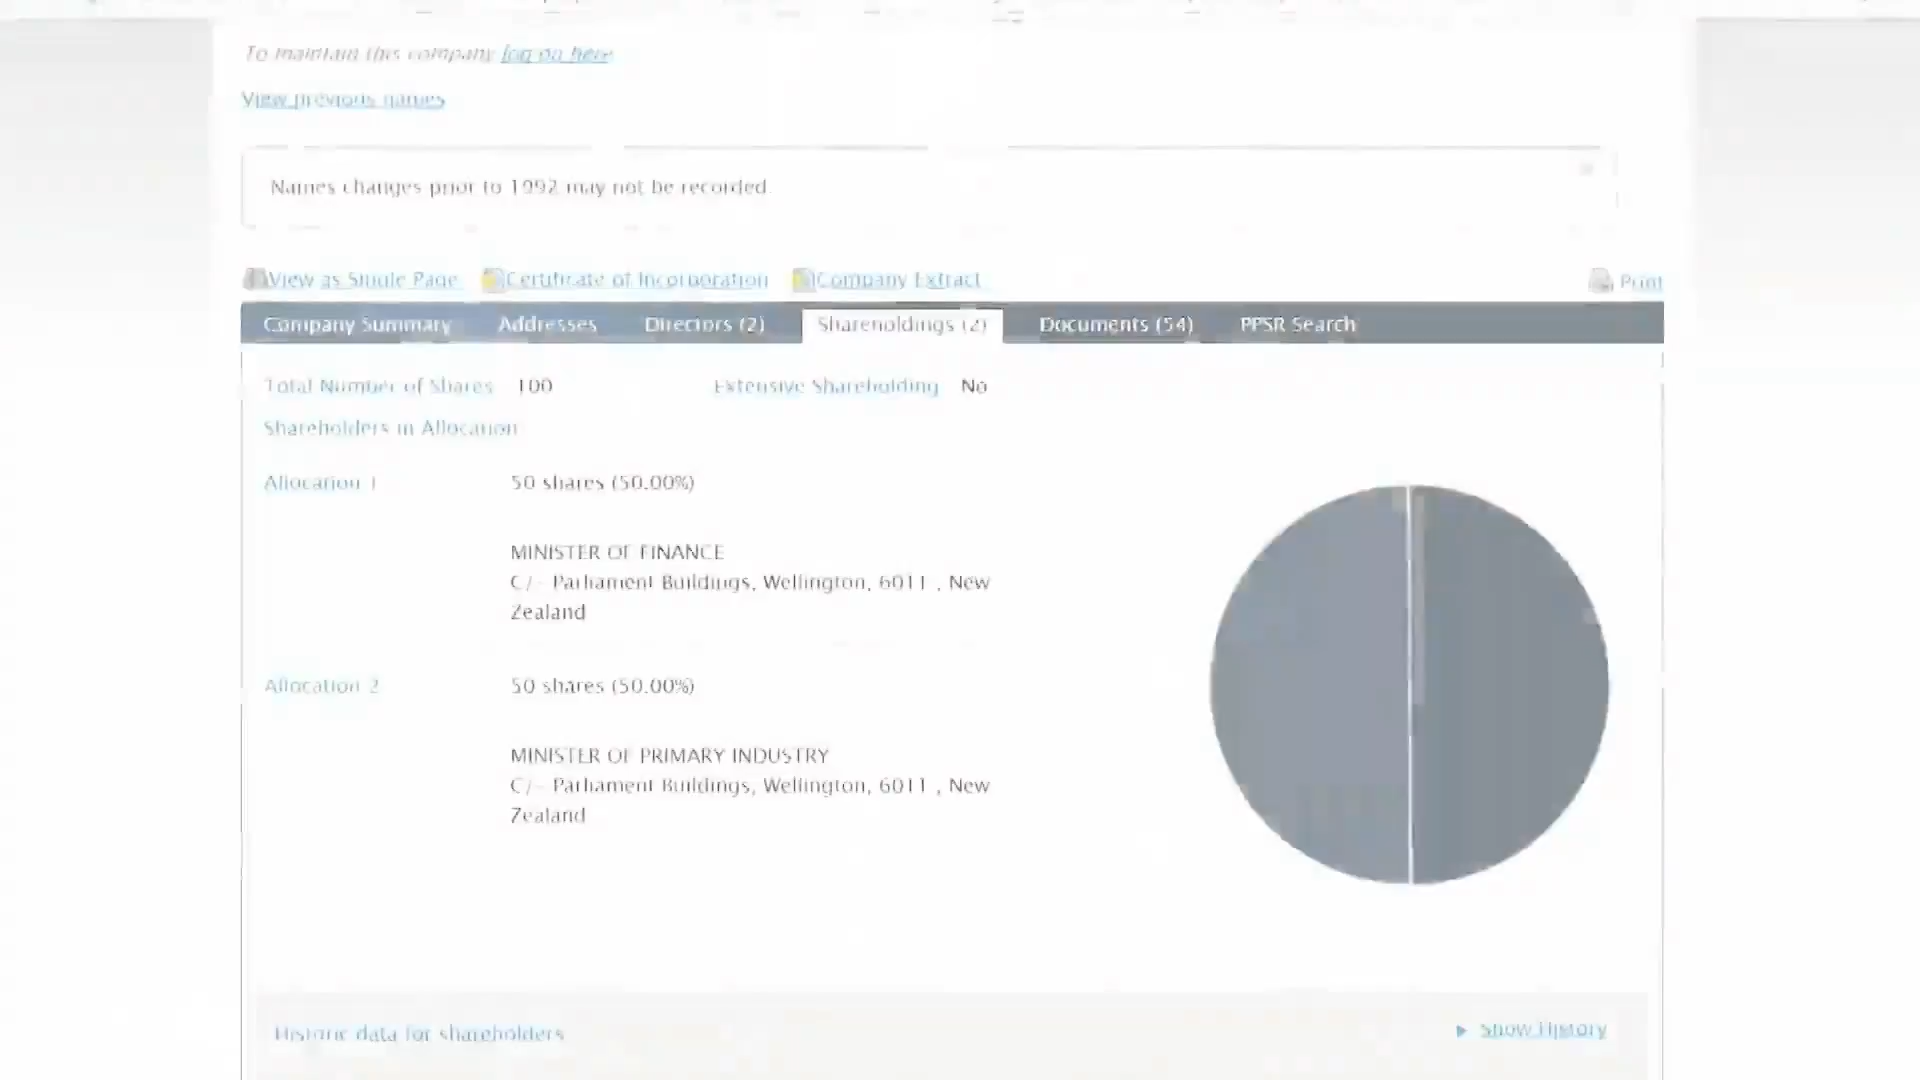 To maintain this company log on here
View previous names
Names changes prior to 1992 may not be recorded.
View as Single Page Certificate of Incorporation Company Extract Print
Company Summary Addresses Directors (2) Shareholdings (2) Documents (54) PPSR Search
Total Number of Shares 100 Extensive Shareholding No
Shareholders in Allocation
Allocation 1 50 shares (50.00%)
MINISTER OF FINANCE
C/- Parliament Buildings, Wellington, 6011 , New
Zealand
Allocation 2 50 shares (50.00%)
MINISTER OF PRIMARY INDUSTRY
C/- Parliament Buildings, Wellington, 6011 , New
Zealand
Historic data for shareholders Show History